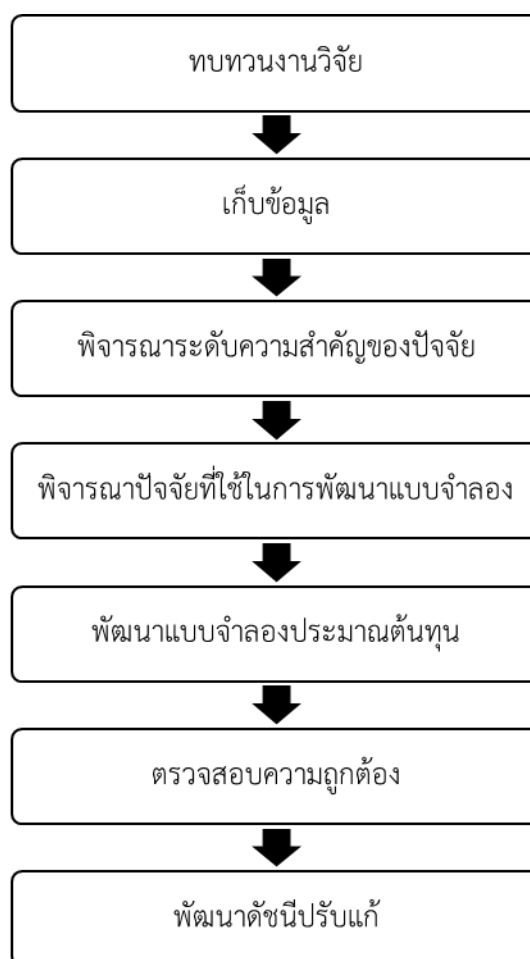 ทบทวนงานวิจัย
เก็บข้อมูล
พิจารณาระดับความสำคัญของปัจจัย
พิจารณาปัจจัยที่ใช้ในการพัฒนาแบบจำลอง
พัฒนาแบบจำลองประมาณต้นทุน
ตรวจสอบความถูกต้อง
พัฒนาดัชนีปรับแก้